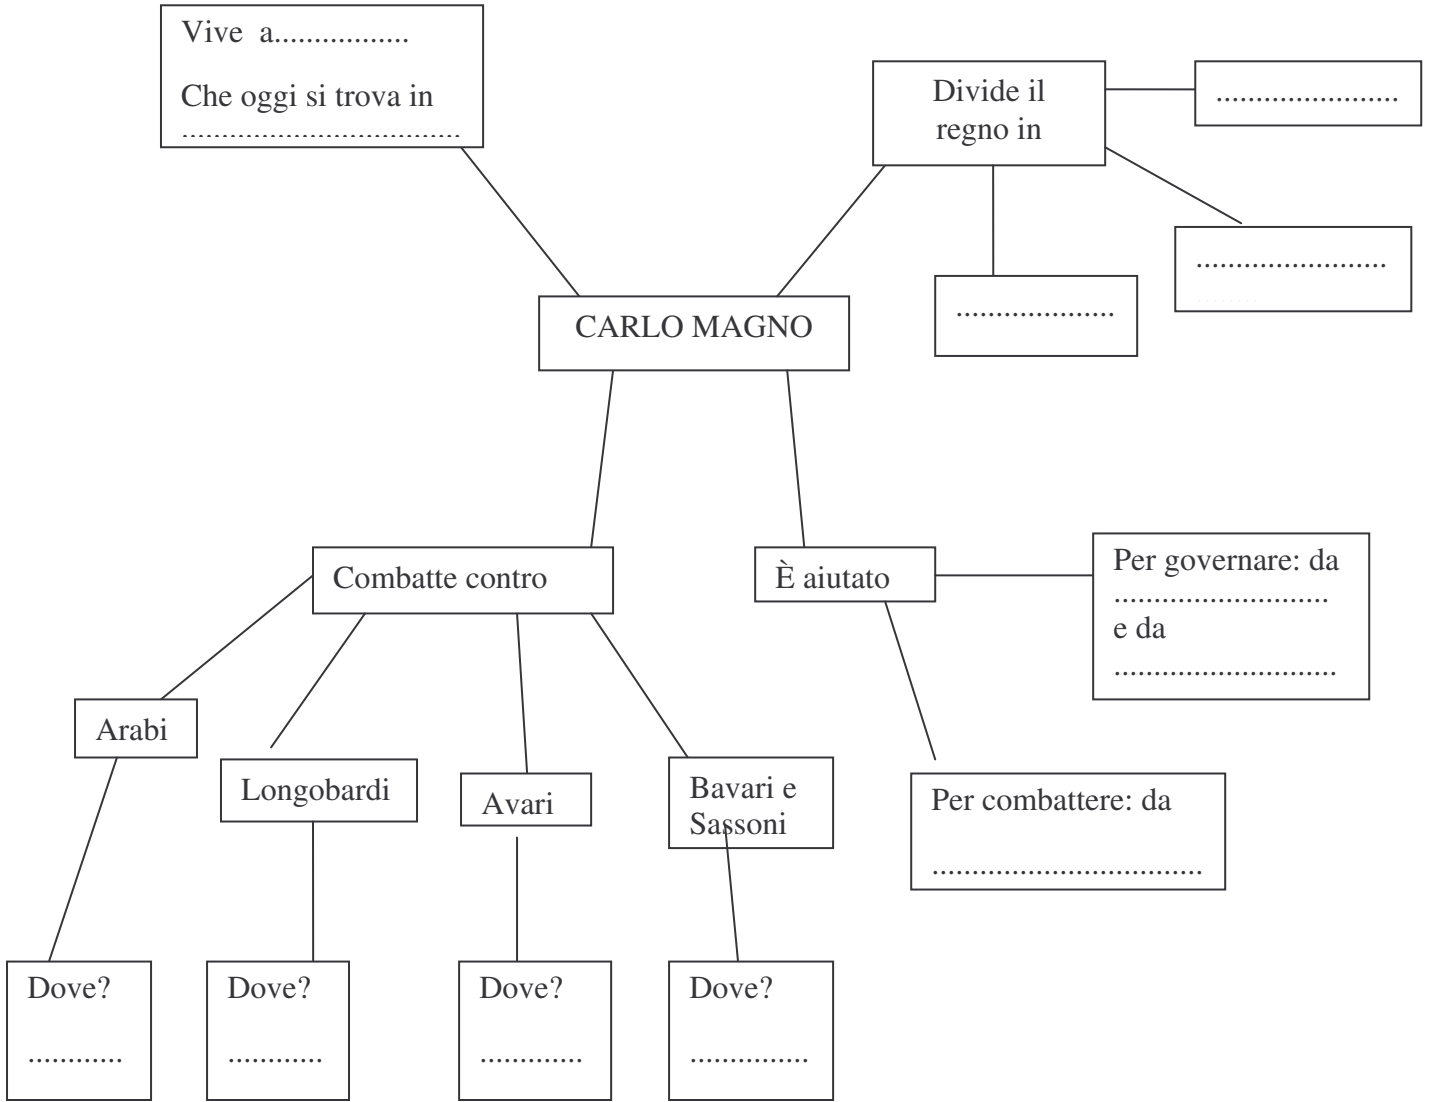 Vive a.................
Che oggi si trova in
...................................
Divide il
regno in
.......................
........................
........
....................
CARLO MAGNO
Combatte contro
È aiutato
Per governare: da
...........................
e da
............................
Arabi
Longobardi
Avari
Bavari e
Sassoni
Per combattere: da
..................................
Dove?
............
Dove?
............
Dove?
.............
Dove?
...............